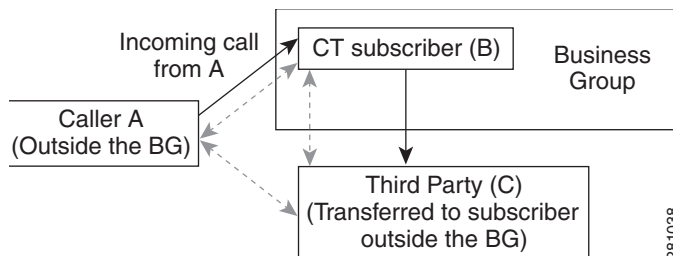 Incoming call
from A
CT subscriber (B)
Business
Group
Caller A
(Outside the BG)
Third Party (C)
(Transferred to subscriber
outside the BG)
281038